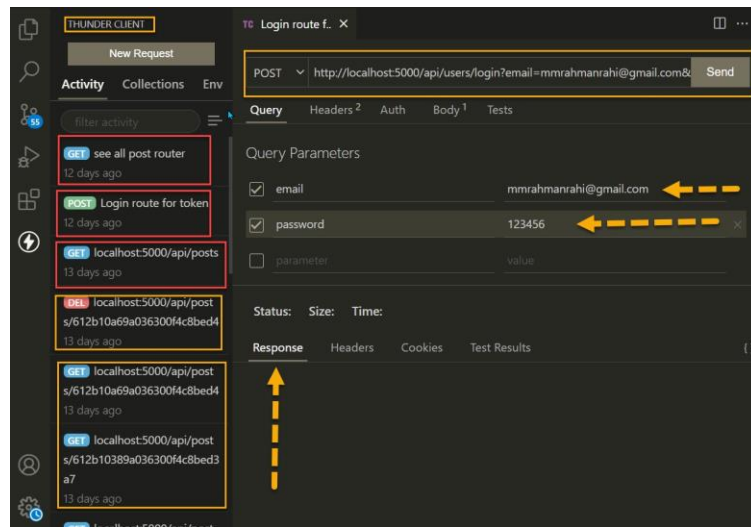 THUNDER CLIENT
New Request
Activity Collections Env
filter activity
GET see all post router
12 days ago
POST Login route for token
12 days ago
GET localhost:5000/api/posts
13 days ago
DEL localhost:5000/api/post
s/612b10a69a036300f4c8bed4
13 days ago
GET localhost:5000/api/post
s/612b10a69a036300f4c8bed4
13 days ago
GET localhost:5000/api/post
s/612b10389a036300f4c8bed3
a7
13 days ago
55
TC Login route f..
POST http://localhost:5000/api/users/login?email=mmrahmanrahi@gmail.com& Send
Query Headers 2 Auth Body 1 Tests
Query Parameters
email mmrahmanrahi@gmail.com
password 123456
parameter value
Status: Size: Time:
Response Headers Cookies Test Results